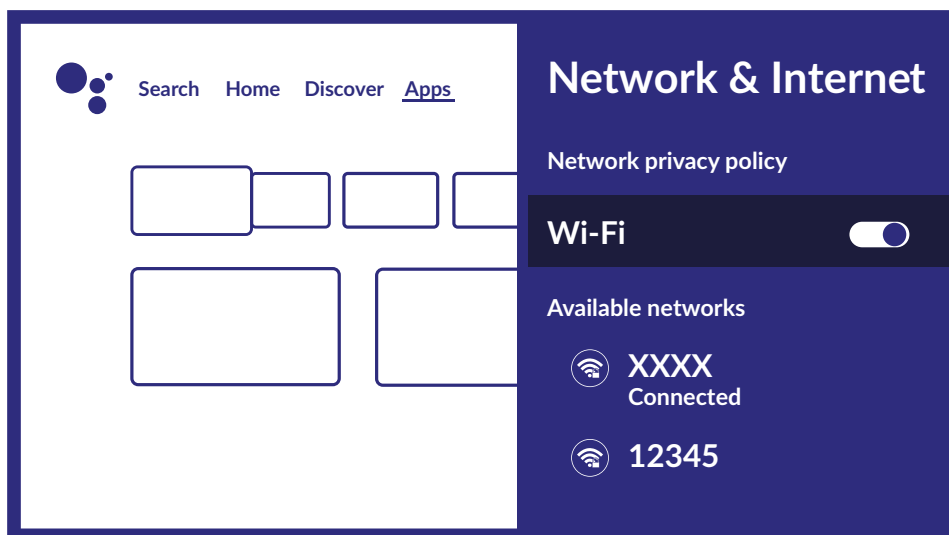 Search Home Discover Apps
Network & Internet
Network privacy policy
Wi-Fi
Available networks
XXXX
Connected
12345